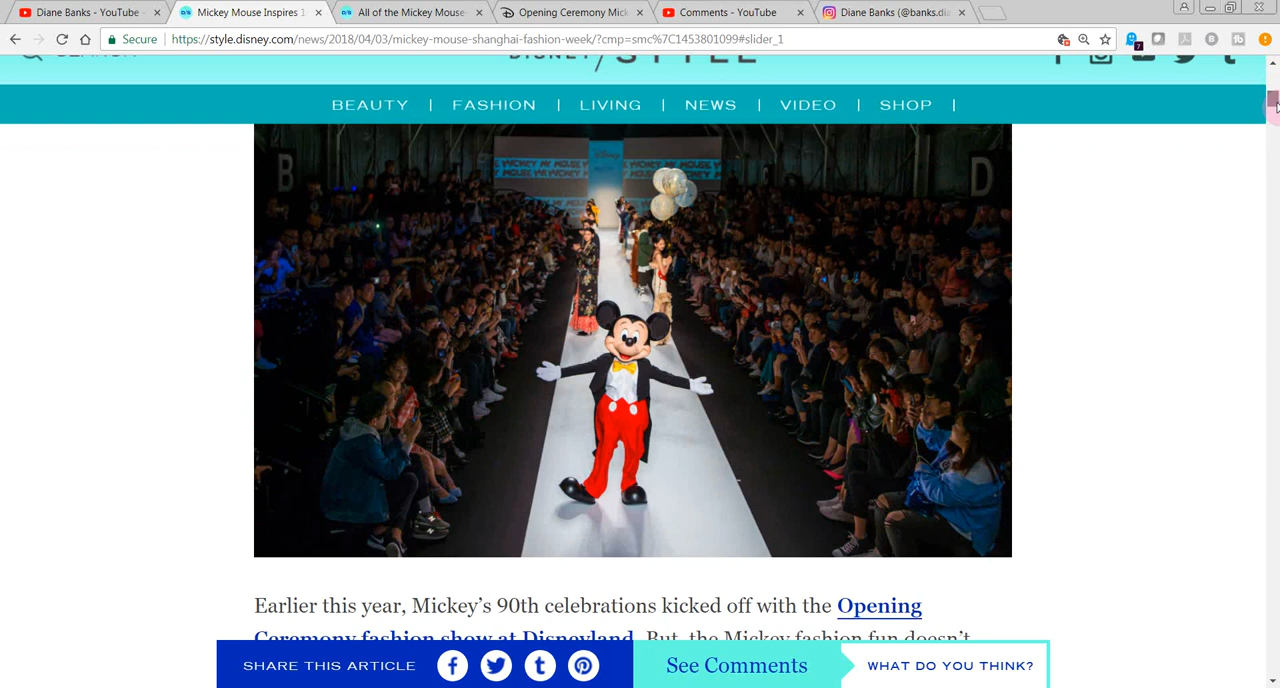 Diane Banks - YouTube -
Mickey Mouse Inspires 1
All of the Mickey Mouse-
Opening Ceremony Mick
Comments - YouTube
Diane Banks (@banks.dia
Secure
https://style.disney.com/news/2018/04/03/mickey-mouse-shanghai-fashion-week/?cmp=smc%7C1453801099#slider_1
7
BEAUTY | FASHION | LIVING | NEWS | VIDEO | SHOP |
B
D
Earlier this year, Mickey's 90th celebrations kicked off with the Opening
Ceremony fashion show at Disneyland. But, the Mickey fashion fun doesn't
SHARE THIS ARTICLE
See Comments
WHAT DO YOU THINK?